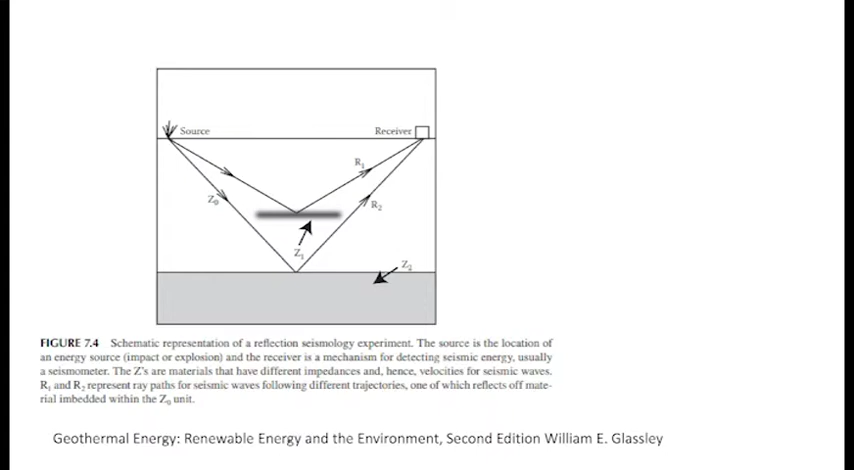 Source
Receiver
R1
Z0
R2
Z1
Z2
FIGURE 7.4 Schematic representation of a reflection seismology experiment. The source is the location of
an energy source (impact or explosion) and the receiver is a mechanism for detecting seismic energy, usually
a seismometer. The Z's are materials that have different impedances and, hence, velocities for seismic waves.
R1 and R2 represent ray paths for seismic waves following different trajectories, one of which reflects off mate-
rial imbedded within the Z0 unit.
Geothermal Energy: Renewable Energy and the Environment, Second Edition William E. Glassley